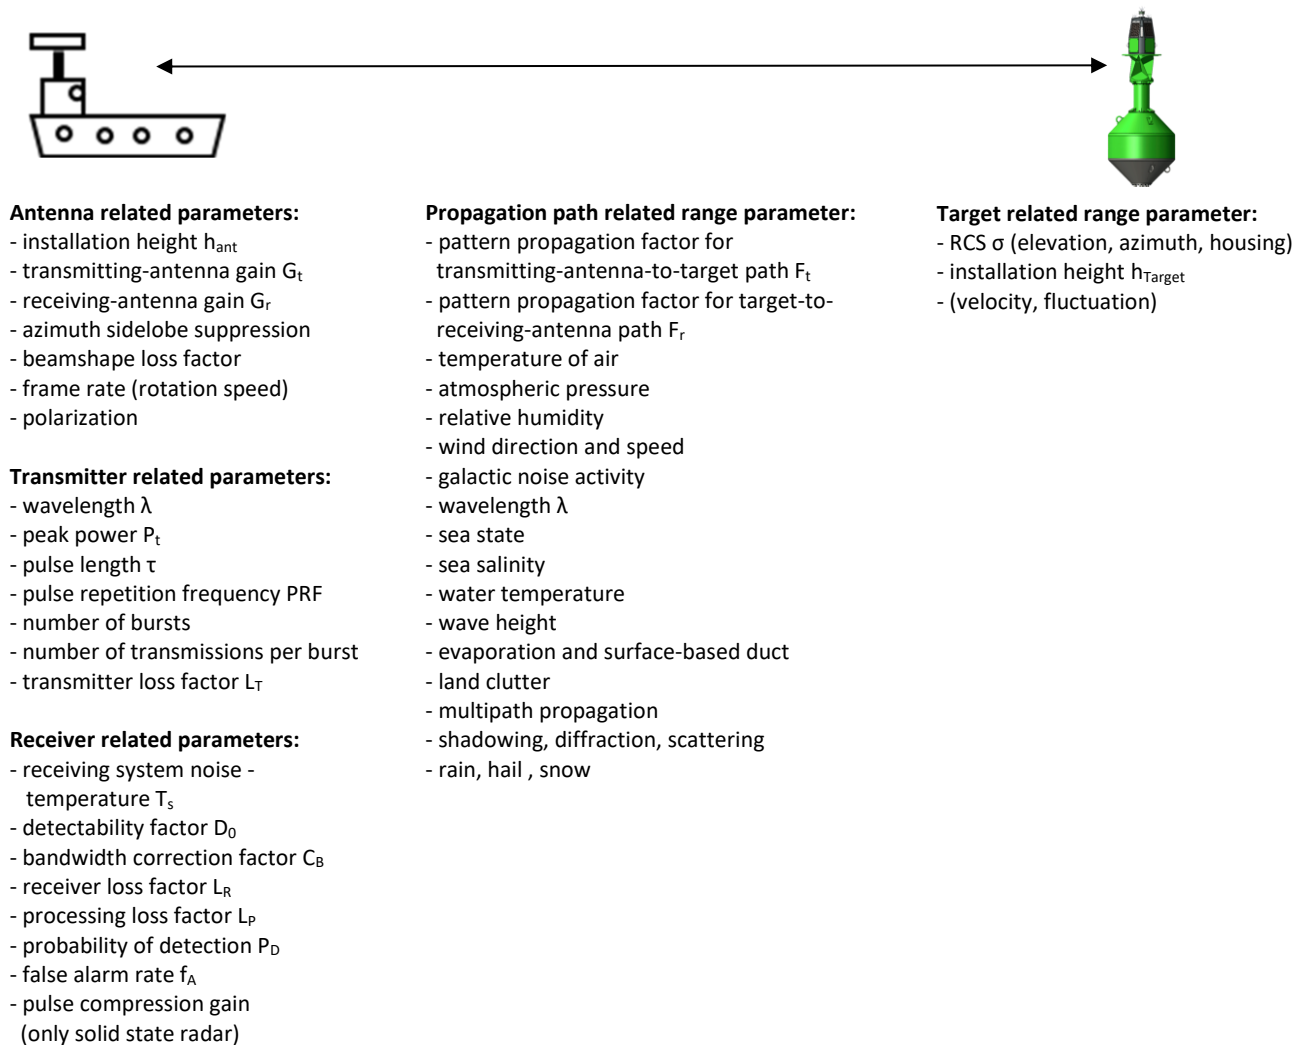 Antenna related parameters:
- installation height hant
- transmitting-antenna gain Gt
- receiving-antenna gain Gr
- azimuth sidelobe suppression
- beamshape loss factor
- frame rate (rotation speed)
- polarization
Transmitter related parameters:
- wavelength λ
- peak power Pt
- pulse length τ
- pulse repetition frequency PRF
- number of bursts
- number of transmissions per burst
- transmitter loss factor LT
Receiver related parameters:
- receiving system noise -
temperature Ts
- detectability factor D0
- bandwidth correction factor CB
- receiver loss factor LR
- processing loss factor LP
- probability of detection PD
- false alarm rate fA
- pulse compression gain
(only solid state radar)
Propagation path related range parameter:
- pattern propagation factor for
transmitting-antenna-to-target path Ft
- pattern propagation factor for target-to-
receiving-antenna path Fr
- temperature of air
- atmospheric pressure
- relative humidity
- wind direction and speed
- galactic noise activity
- wavelength λ
- sea state
- sea salinity
- water temperature
- wave height
- evaporation and surface-based duct
- land clutter
- multipath propagation
- shadowing, diffraction, scattering
- rain, hail , snow
Target related range parameter:
- RCS σ (elevation, azimuth, housing)
- installation height hTarget
- (velocity, fluctuation)